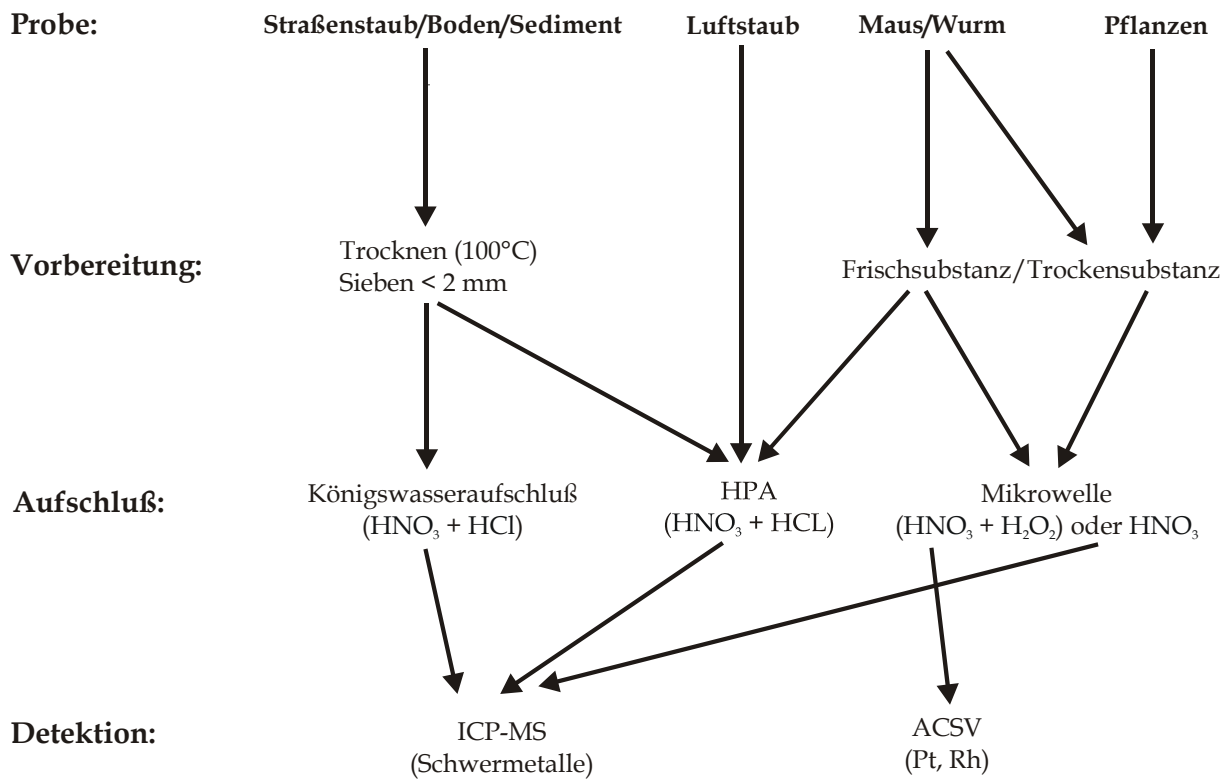 Probe: Straßenstaub/Boden/Sediment Luftstaub Maus/Wurm Pflanzen
Vorbereitung: Trocknen (100°C)
Sieben < 2 mm
Frischsubstanz/Trockensubstanz
Aufschluß: Königswasseraufschluß
(HNO₃ + HCl)
HPA
(HNO₃ + HCL)
Mikrowelle
(HNO₃ + H₂O₂) oder HNO₃
Detektion: ICP-MS
(Schwermetalle)
ACSV
(Pt, Rh)